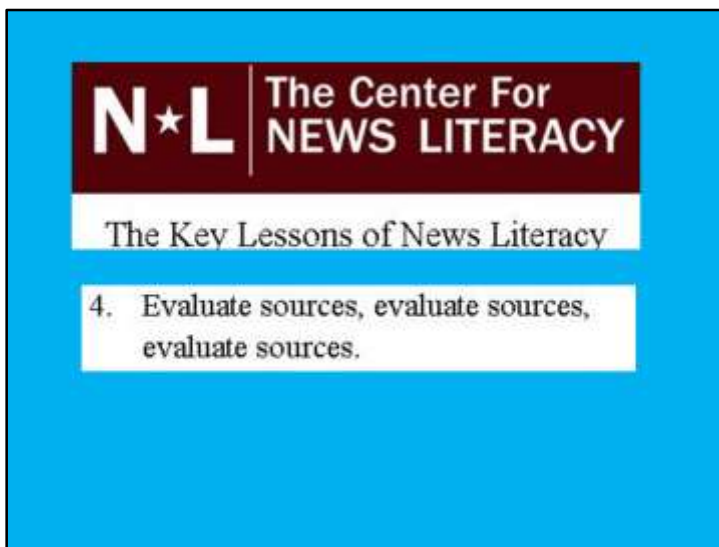 N★L
The Center For
NEWS LITERACY
The Key Lessons of News Literacy
4. Evaluate sources, evaluate sources,
evaluate sources.